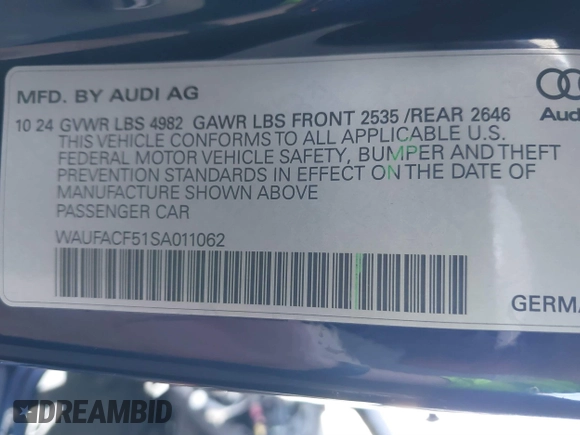 MFD. BY AUDI AG
10 24 GVWR LBS 4982 GAWR LBS FRONT 2535 /REAR 2646
THIS VEHICLE CONFORMS TO ALL APPLICABLE U.S.
FEDERAL MOTOR VEHICLE SAFETY, BUMPER AND THEFT
PREVENTION STANDARDS IN EFFECT ON THE DATE OF
MANUFACTURE SHOWN ABOVE
PASSENGER CAR
WAUFACF51SA011062
Aud
GERMA
DREAMBID